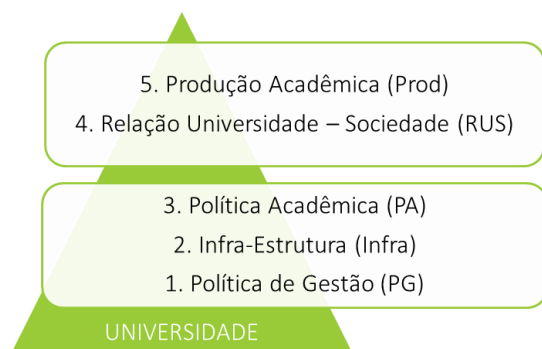 5. Produção Acadêmica (Prod)
4. Relação Universidade – Sociedade (RUS)
3. Política Acadêmica (PA)
2. Infra-Estrutura (Infra)
1. Política de Gestão (PG)
UNIVERSIDADE